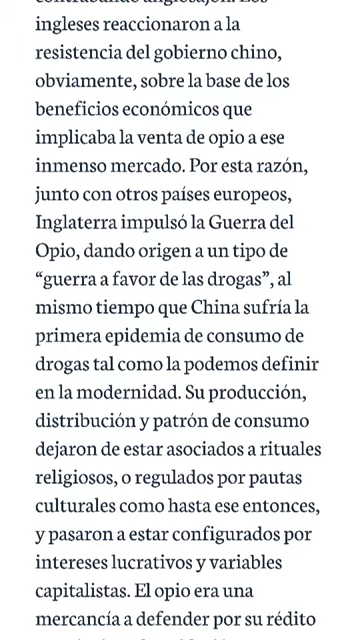 contrabando anglosajón. Los
ingleses reaccionaron a la
resistencia del gobierno chino,
obviamente, sobre la base de los
beneficios económicos que
implicaba la venta de opio a ese
inmenso mercado. Por esta razón,
junto con otros países europeos,
Inglaterra impulsó la Guerra del
Opio, dando origen a un tipo de
“guerra a favor de las drogas”, al
mismo tiempo que China sufría la
primera epidemia de consumo de
drogas tal como la podemos definir
en la modernidad. Su producción,
distribución y patrón de consumo
dejaron de estar asociados a rituales
religiosos, o regulados por pautas
culturales como hasta ese entonces,
y pasaron a estar configurados por
intereses lucrativos y variables
capitalistas. El opio era una
mercancía a defender por su rédito